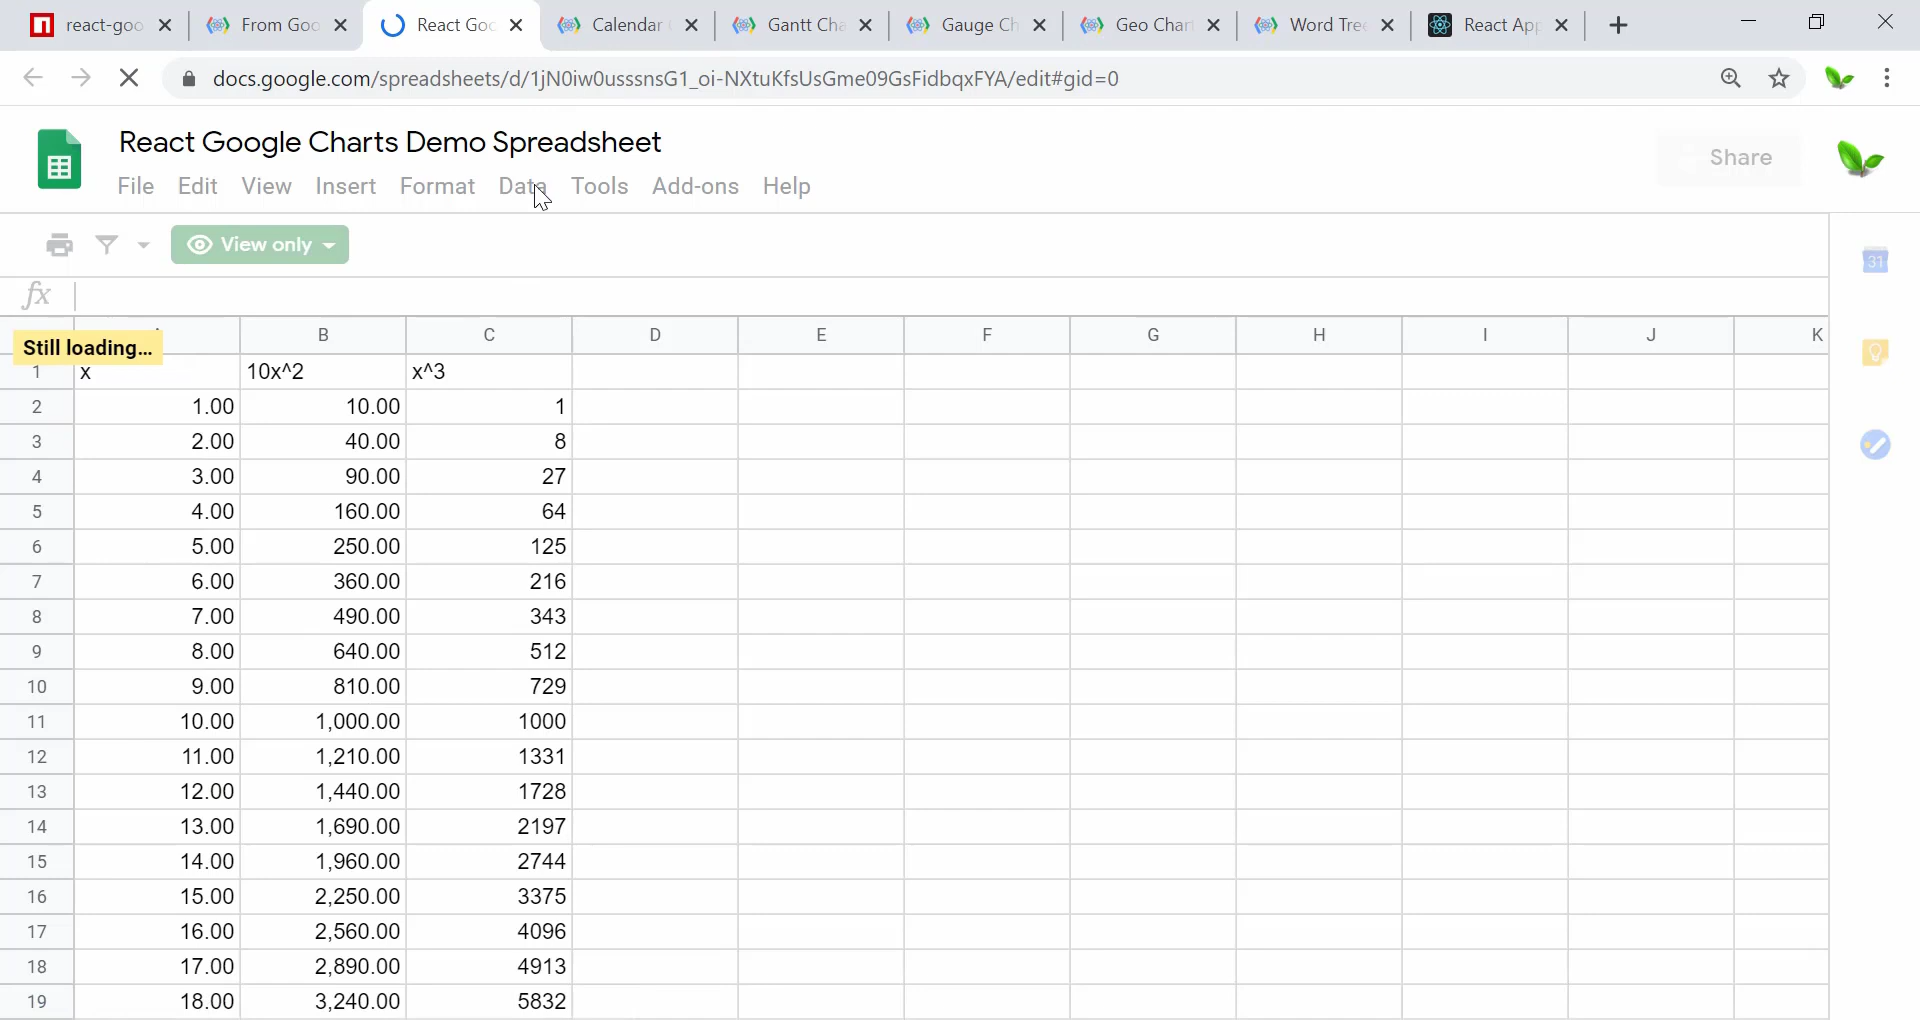 react-goo From Goo React Goo Calendar Gantt Cha Gauge Ch Geo Chart Word Tree React App
docs.google.com/spreadsheets/d/1jN0iw0usssnsG1_oi-NXtuKfsUsGme09GsFidbqxFYA/edit#gid=0
React Google Charts Demo Spreadsheet
Share
File Edit View Insert Format Data Tools Add-ons Help
View only
31
fx
B C D E F G H I J K
Still loading...
1 x 10x^2 x^3
2 1.00 10.00 1
3 2.00 40.00 8
4 3.00 90.00 27
5 4.00 160.00 64
6 5.00 250.00 125
7 6.00 360.00 216
8 7.00 490.00 343
9 8.00 640.00 512
10 9.00 810.00 729
11 10.00 1,000.00 1000
12 11.00 1,210.00 1331
13 12.00 1,440.00 1728
14 13.00 1,690.00 2197
15 14.00 1,960.00 2744
16 15.00 2,250.00 3375
17 16.00 2,560.00 4096
18 17.00 2,890.00 4913
19 18.00 3,240.00 5832